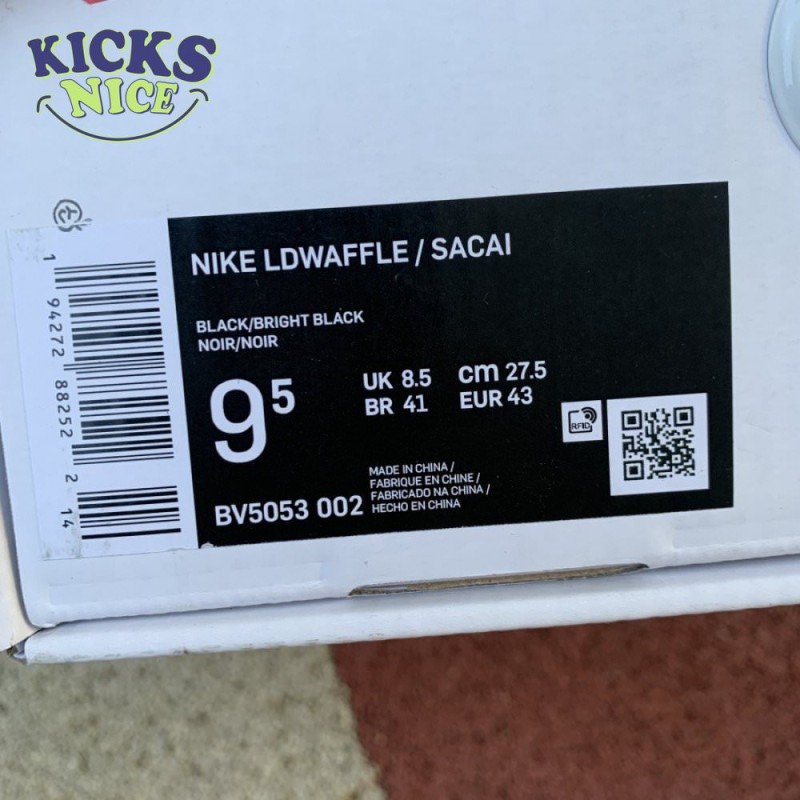 KICKS
NICE
NIKE LDWAFFLE / SACAI
BLACK/BRIGHT BLACK
NOIR/NOIR
9 5
UK 8.5 cm 27.5
BR 41 EUR 43
RFID
MADE IN CHINA /
FABRIQUE EN CHINE /
FABRICADO NA CHINA /
HECHO EN CHINA
BV5053 002
1 94272 88252 2 14